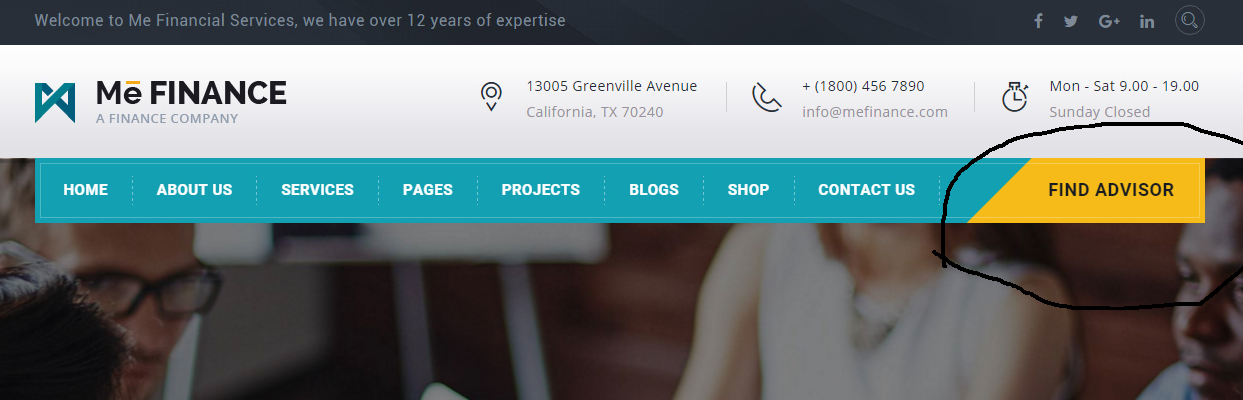 Welcome to Me Financial Services, we have over 12 years of expertise
Mē FINANCE
A FINANCE COMPANY
13005 Greenville Avenue
California, TX 70240
+ (1800) 456 7890
info@mefinance.com
Mon - Sat 9.00 - 19.00
Sunday Closed
HOME ABOUT US SERVICES PAGES PROJECTS BLOGS SHOP CONTACT US FIND ADVISOR